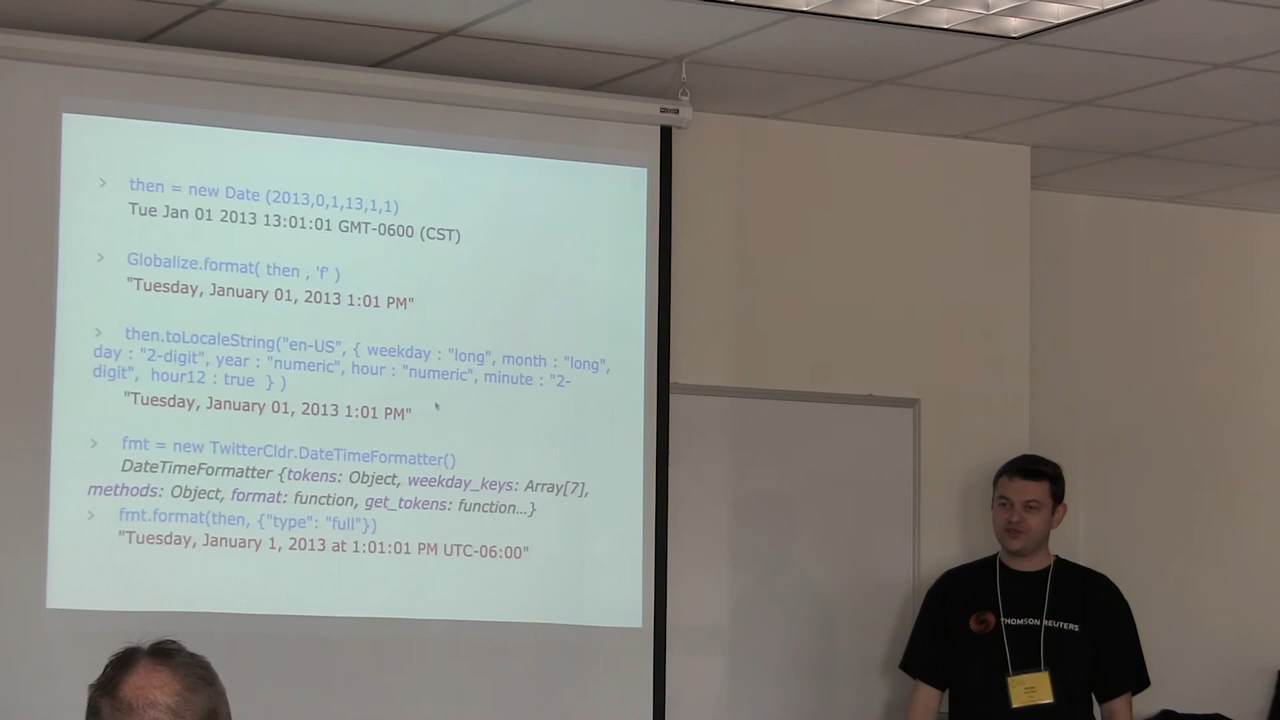 > then = new Date (2013,0,1,13,1,1)
Tue Jan 01 2013 13:01:01 GMT-0600 (CST)
> Globalize.format( then , 'f' )
"Tuesday, January 01, 2013 1:01 PM"
> then.toLocaleString("en-US", { weekday : "long", month : "long",
day : "2-digit", year : "numeric", hour : "numeric", minute : "2-
digit", hour12 : true } )
"Tuesday, January 01, 2013 1:01 PM"
> fmt = new TwitterCldr.DateTimeFormatter()
DateTimeFormatter {tokens: Object, weekday_keys: Array[7],
methods: Object, format: function, get_tokens: function...}
> fmt.format(then, {"type": "full"})
"Tuesday, January 1, 2013 at 1:01:01 PM UTC-06:00"
THOMSON REUTERS